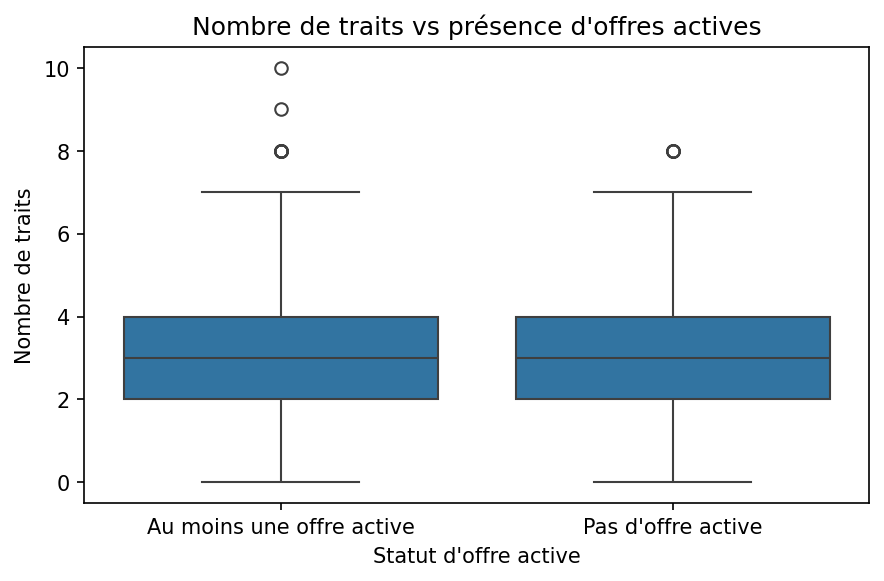 Nombre de traits vs présence d'offres actives
Nombre de traits
10
8
6
4
2
0
Au moins une offre active
Pas d'offre active
Statut d'offre active